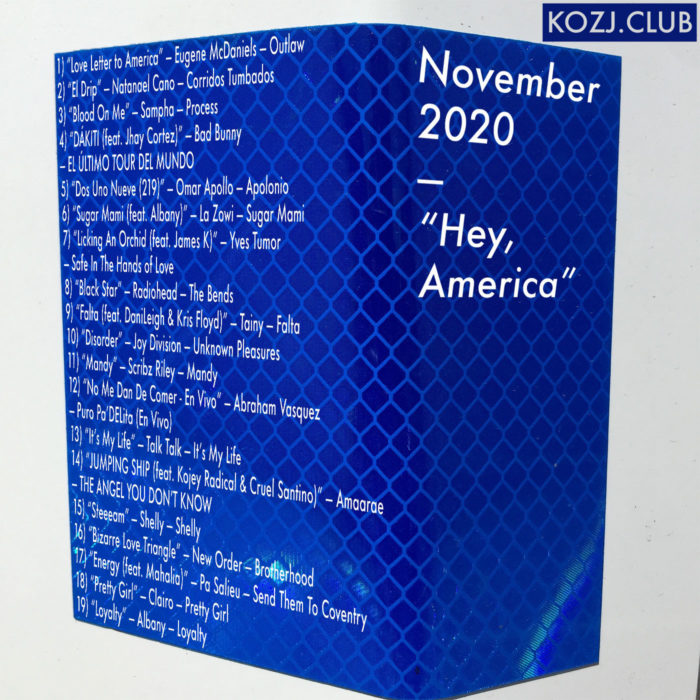 KOZJ.CLUB
1) “Love Letter to America” – Eugene McDaniels – Outlaw
2) “El Drip” – Natanael Cano – Corridos Tumbados
3) “Blood On Me” – Sampha – Process
4) “DÁKITI (feat. Jhay Cortez)” – Bad Bunny
– EL ÚLTIMO TOUR DEL MUNDO
5) “Dos Uno Nueve (219)” – Omar Apollo – Apolonio
6) “Sugar Mami (feat. Albany)” – La Zowi – Sugar Mami
7) “Licking An Orchid (feat. James K)” – Yves Tumor
– Safe In The Hands of Love
8) “Black Star” – Radiohead – The Bends
9) “Falta (feat. DaniLeigh & Kris Floyd)” – Tainy – Falta
10) “Disorder” – Joy Division – Unknown Pleasures
11) “Mandy” – Scribz Riley – Mandy
12) “No Me Dan De Comer - En Vivo” – Abraham Vasquez
– Puro Pa’DELita (En Vivo)
13) “It’s My Life” – Talk Talk – It’s My Life
14) “JUMPING SHIP (feat. Kojey Radical & Cruel Santino)” – Amaarae
– THE ANGEL YOU DON’T KNOW
15) “Steeeam” – Shelly – Shelly
16) “Bizarre Love Triangle” – New Order – Brotherhood
17) “Energy (feat. Mahalia)” – Pa Salieu – Send Them To Coventry
18) “Pretty Girl” – Clairo – Pretty Girl
19) “Loyalty” – Albany – Loyalty
November
2020
–
“Hey,
America”